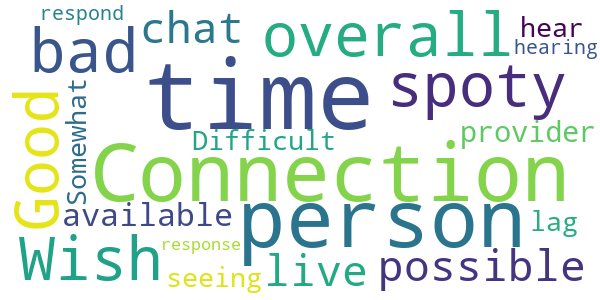 respond
bad
chat
overall
hear
hearing
time
spoty
Good
Somewhat
Difficult
provider
Connection
available
person
lag
Wish
response
seeing
live
possible